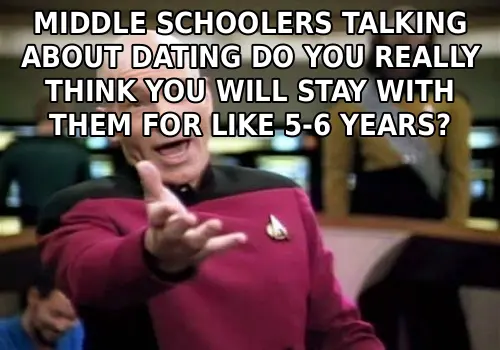 MIDDLE SCHOOLERS TALKING
ABOUT DATING DO YOU REALLY
THINK YOU WILL STAY WITH
THEM FOR LIKE 5-6 YEARS?